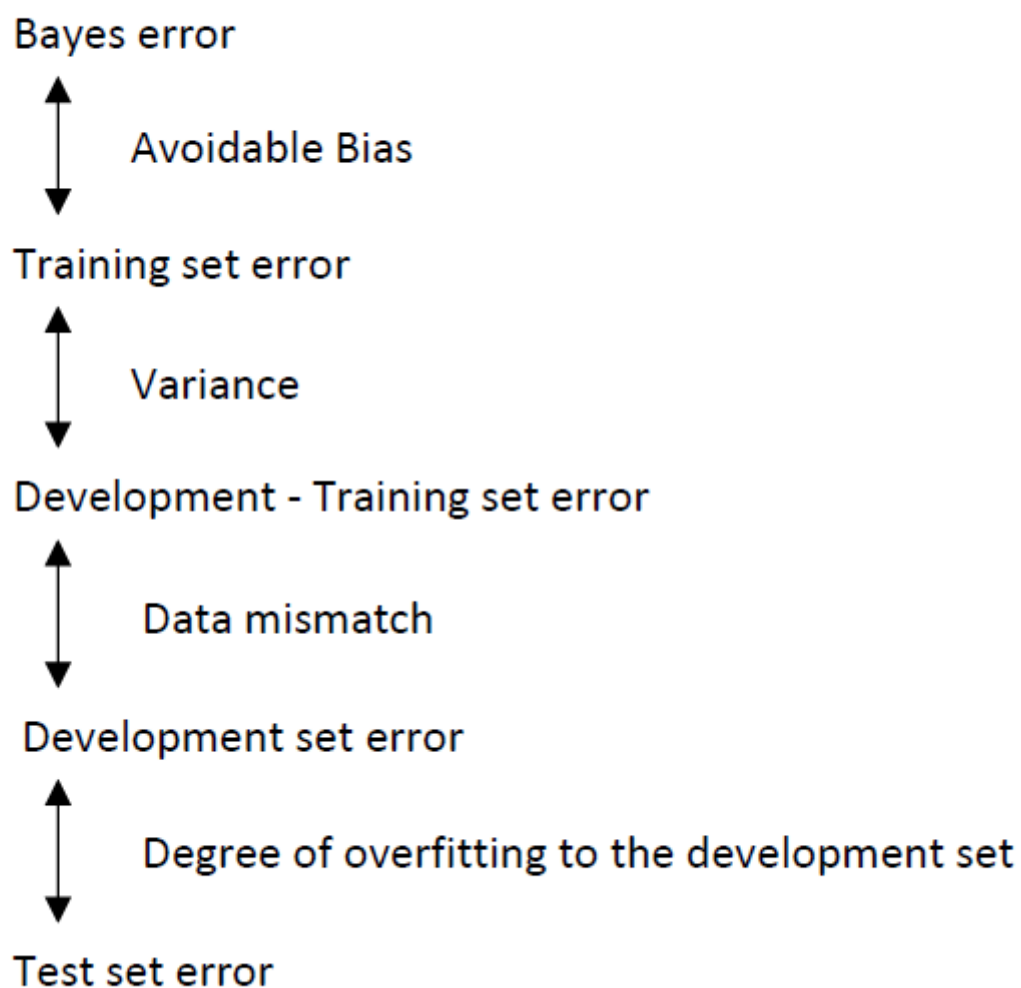 Bayes error
Avoidable Bias
Training set error
Variance
Development - Training set error
Data mismatch
Development set error
Degree of overfitting to the development set
Test set error